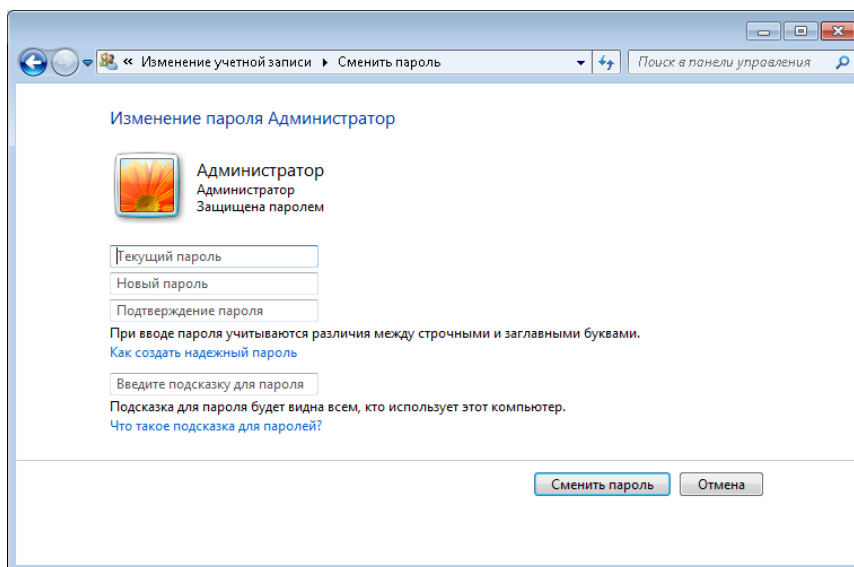 « Изменение учетной записи ▸ Сменить пароль
Поиск в панели управления
Изменение пароля Администратор
Администратор
Администратор
Защищена паролем
Текущий пароль
Новый пароль
Подтверждение пароля
При вводе пароля учитываются различия между строчными и заглавными буквами.
Как создать надежный пароль
Введите подсказку для пароля
Подсказка для пароля будет видна всем, кто использует этот компьютер.
Что такое подсказка для паролей?
Сменить пароль
Отмена